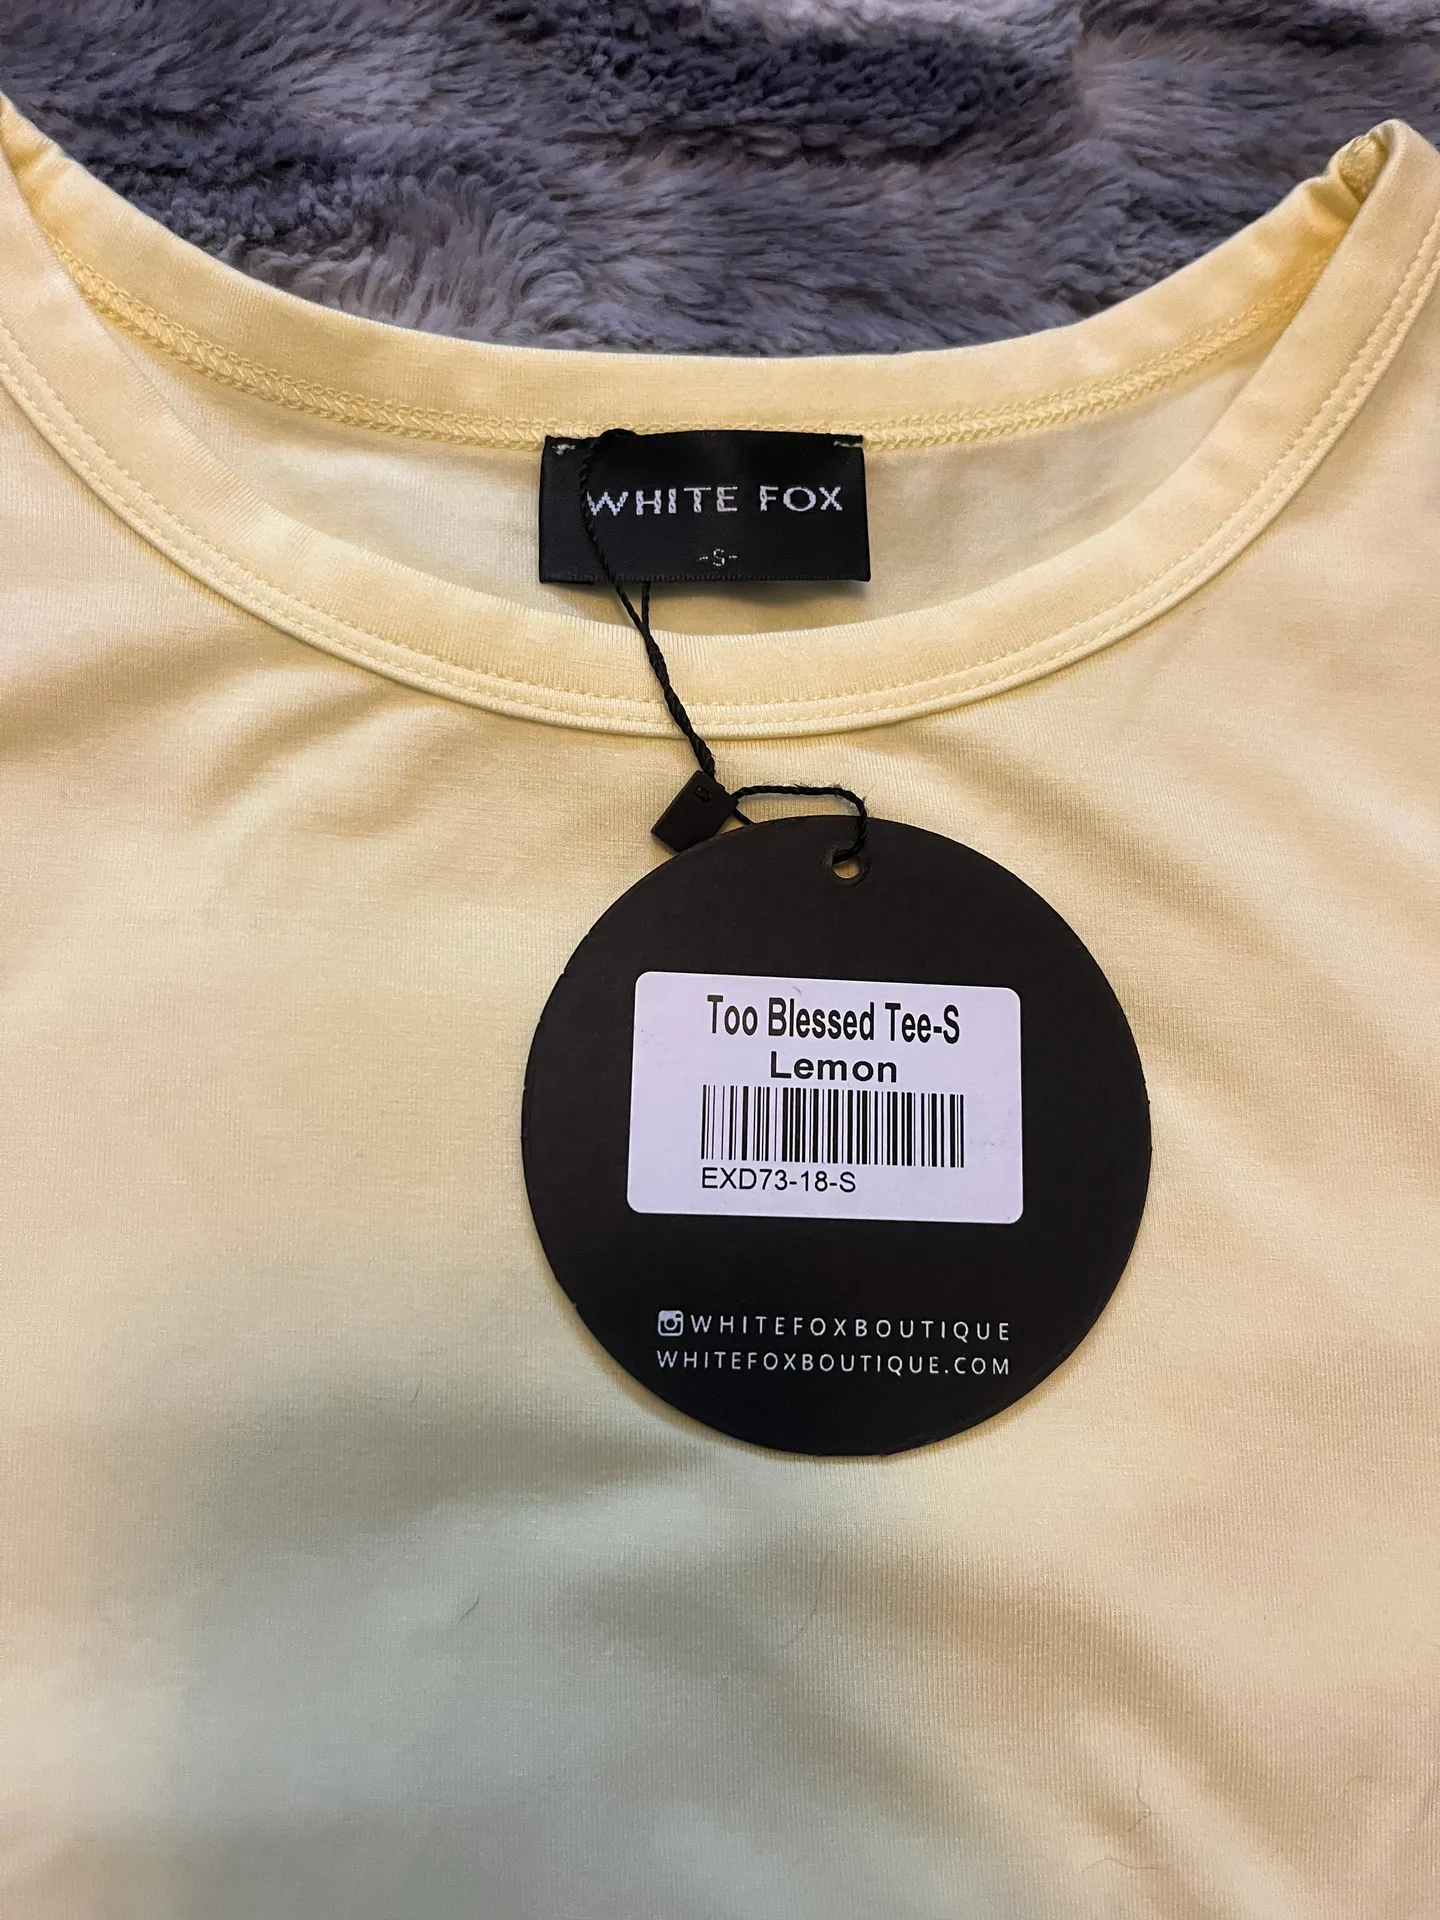 WHITE FOX
-S-
Too Blessed Tee-S
Lemon
EXD73-18-S
WHITEFOXBOUTIQUE
WHITEFOXBOUTIQUE.COM